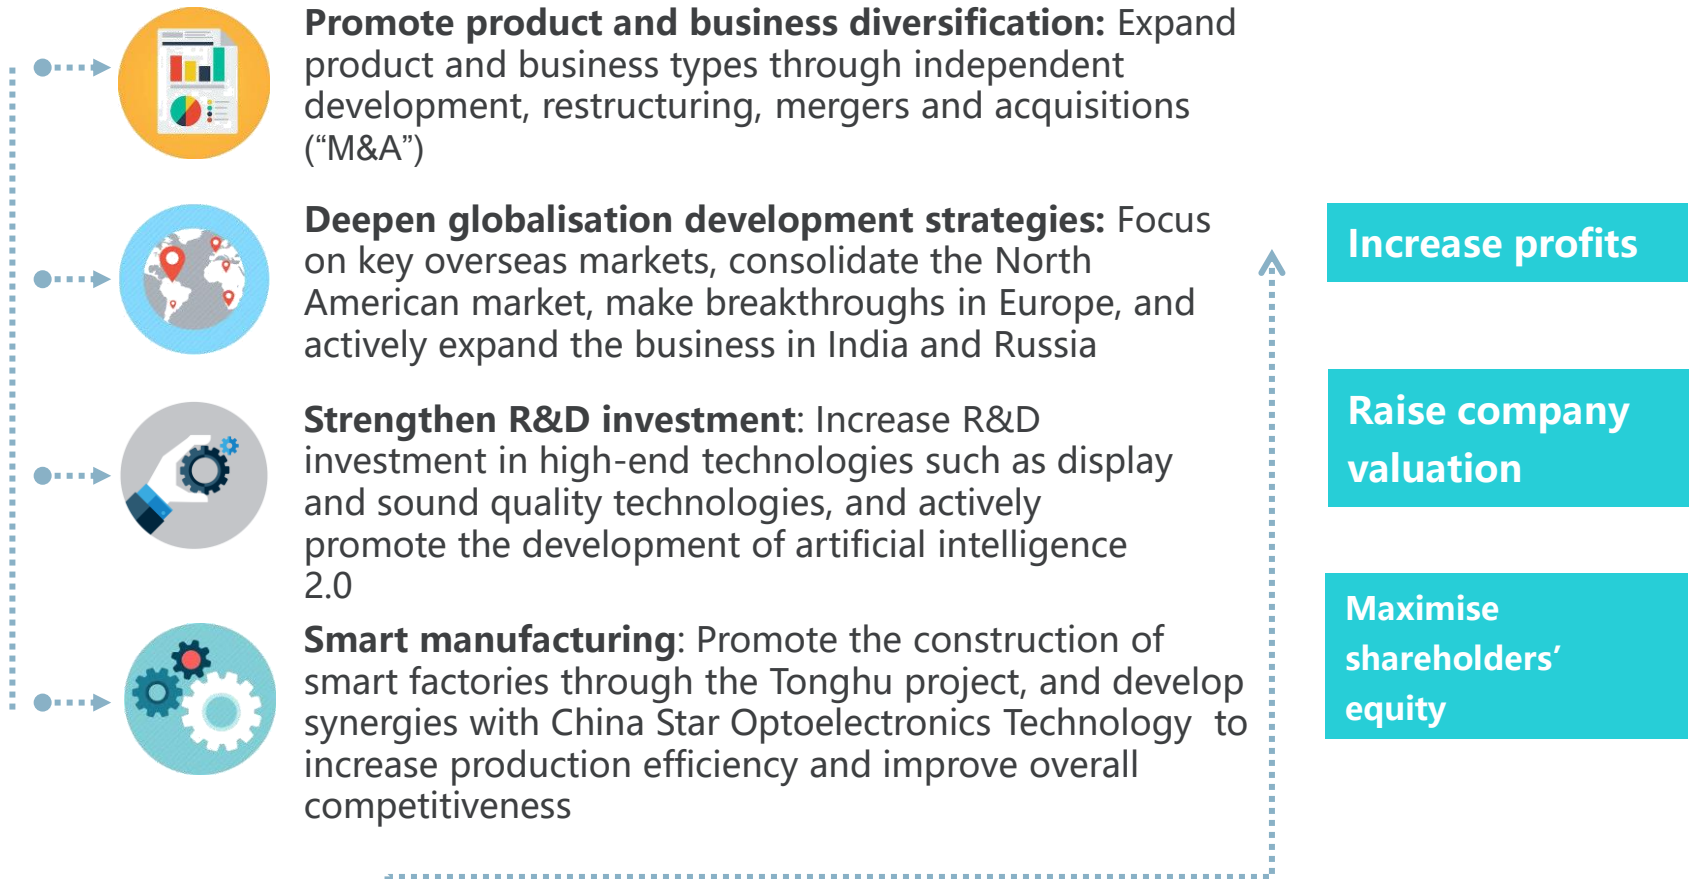 Promote product and business diversification: Expand
product and business types through independent
development, restructuring, mergers and acquisitions
(“M&A”)
Deepen globalisation development strategies: Focus
on key overseas markets, consolidate the North
American market, make breakthroughs in Europe, and
actively expand the business in India and Russia
Strengthen R&D investment: Increase R&D
investment in high-end technologies such as display
and sound quality technologies, and actively
promote the development of artificial intelligence
2.0
Smart manufacturing: Promote the construction of
smart factories through the Tonghu project, and develop
synergies with China Star Optoelectronics Technology  to
increase production efficiency and improve overall
competitiveness
Increase profits
Raise company
valuation
Maximise
shareholders’
equity